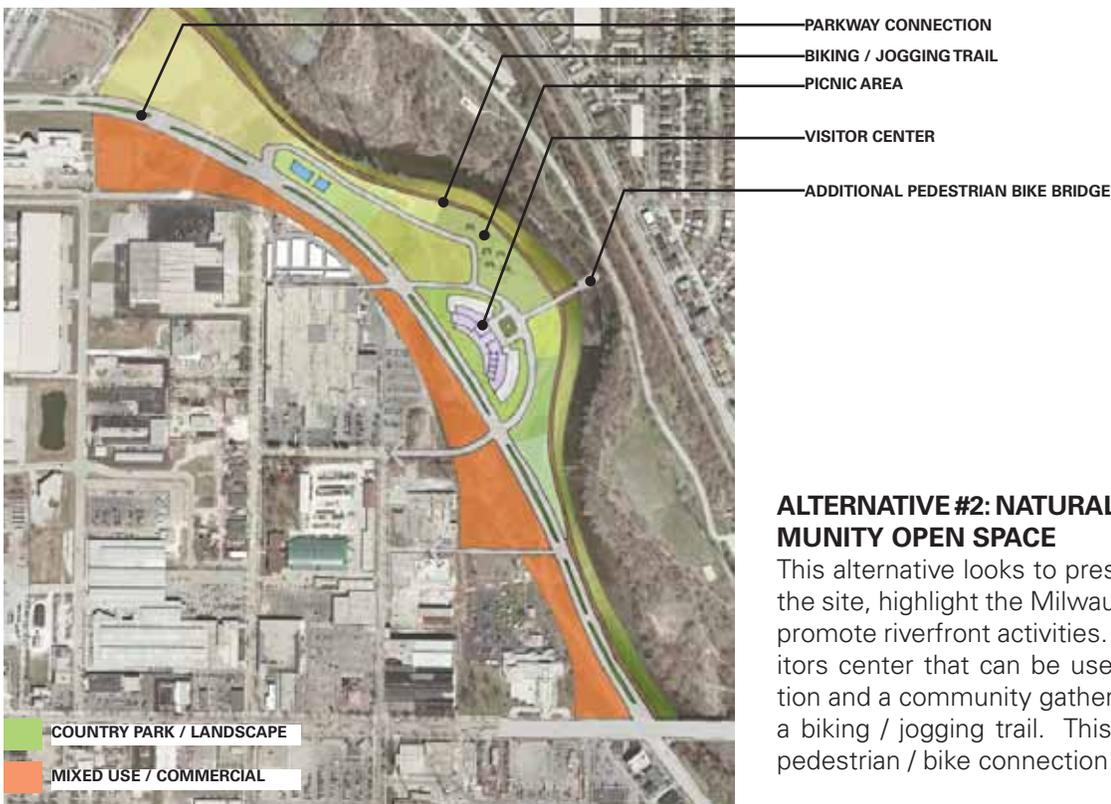 PARKWAY CONNECTION
BIKING / JOGGING TRAIL
PICNIC AREA
VISITOR CENTER
ADDITIONAL PEDESTRIAN BIKE BRIDGE
COUNTRY PARK / LANDSCAPE
MIXED USE / COMMERCIAL
ALTERNATIVE #2: NATURAL
MUNITY OPEN SPACE
This alternative looks to pres
the site, highlight the Milwau
promote riverfront activities.
itors center that can be use
tion and a community gather
a biking / jogging trail. This
pedestrian / bike connection